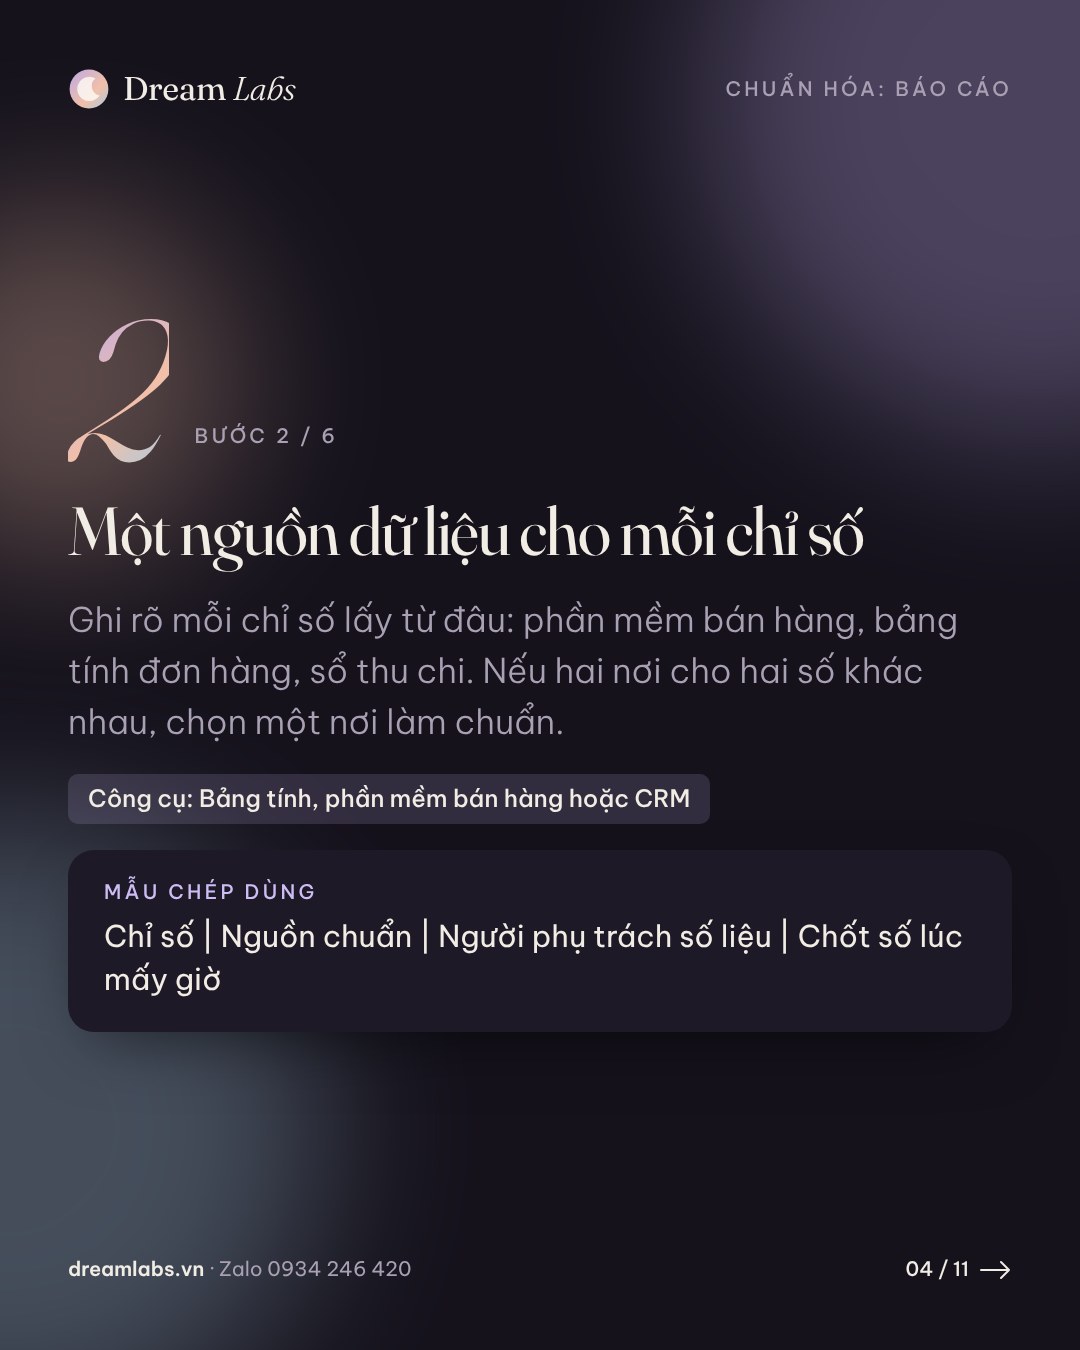 Dream Labs
CHUẨN HÓA: BÁO CÁO
2
BƯỚC 2 / 6
Một nguồn dữ liệu cho mỗi chỉ số
Ghi rõ mỗi chỉ số lấy từ đâu: phần mềm bán hàng, bảng
tính đơn hàng, sổ thu chi. Nếu hai nơi cho hai số khác
nhau, chọn một nơi làm chuẩn.
Công cụ: Bảng tính, phần mềm bán hàng hoặc CRM
MẪU CHÉP DÙNG
Chỉ số | Nguồn chuẩn | Người phụ trách số liệu | Chốt số lúc
mấy giờ
dreamlabs.vn · Zalo 0934 246 420
04 / 11 →